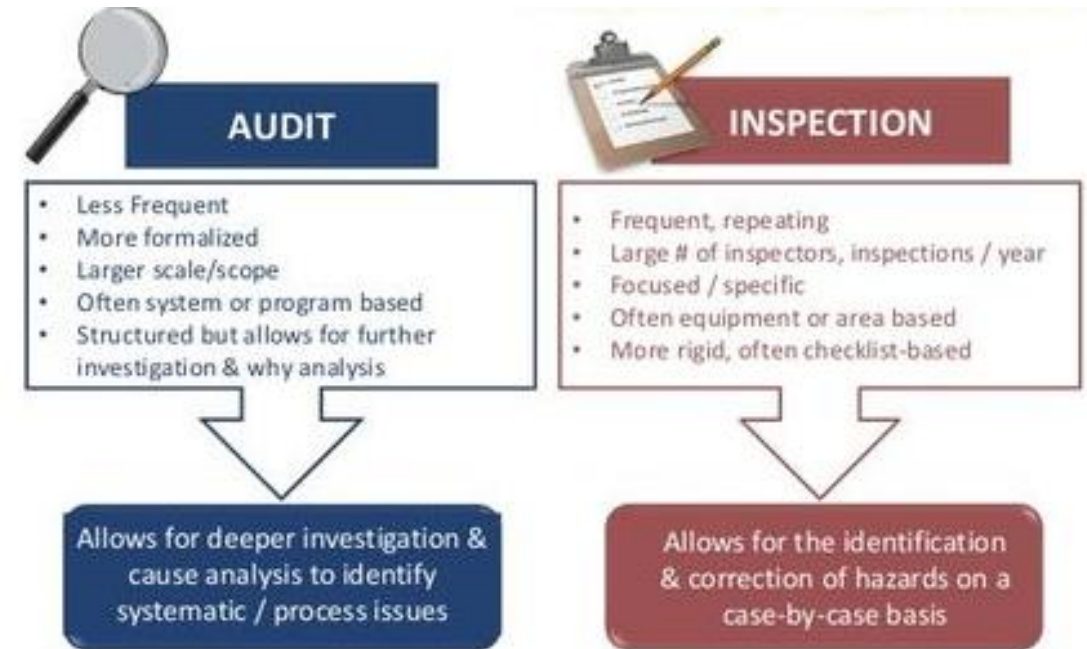 AUDIT
• Less Frequent
• More formalized
• Larger scale/scope
• Often system or program based
• Structured but allows for further
investigation & why analysis
Allows for deeper investigation &
cause analysis to identify
systematic / process issues
INSPECTION
• Frequent, repeating
• Large # of inspectors, inspections / year
• Focused / specific
• Often equipment or area based
• More rigid, often checklist-based
Allows for the identification
& correction of hazards on a
case-by-case basis